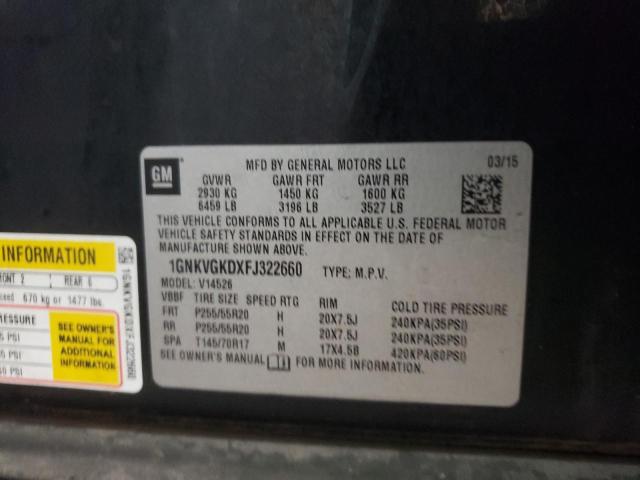 GM
MFD BY GENERAL MOTORS LLC
03/15
GVWR GAWR FRT GAWR RR
2930 KG 1450 KG 1600 KG
6459 LB 3196 LB 3527 LB
THIS VEHICLE CONFORMS TO ALL APPLICABLE U.S. FEDERAL MOTOR
VEHICLE SAFETY STANDARDS IN EFFECT ON THE DATE OF
MANUFACTURE SHOWN ABOVE.
1GNKVGKDXFJ322660 TYPE: M.P.V.
MODEL: V14526
VBBF TIRE SIZE SPEED RTG RIM COLD TIRE PRESSURE
FRT P255/55R20 H 20X7.5J 240KPA(35PSI)
RR P255/55R20 H 20X7.5J 240KPA(35PSI)
SPA T145/70R17 M 17X4.5B 420KPA(60PSI)
SEE OWNER'S MANUAL FOR MORE INFORMATION.
INFORMATION
RONT 2 REAR 6
ceed 670 kg or 1477 lbs.
PRESSURE
PSI
PSI
PSI
SEE OWNER'S
MANUAL FOR
ADDITIONAL
INFORMATION
1GNKVGKDXFJ322660